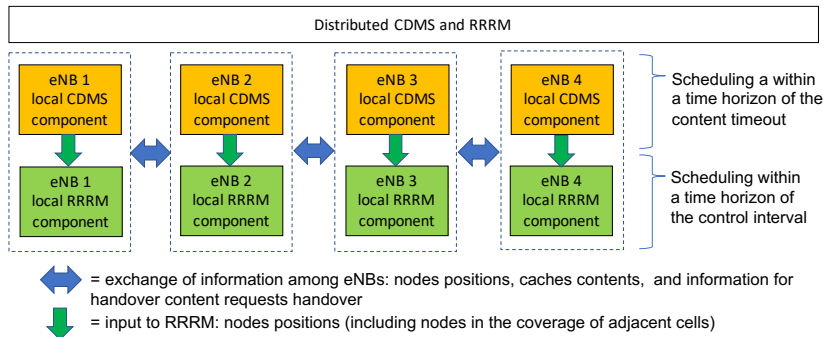 Distributed CDMS and RRRM
eNB 1
local CDMS
component
eNB 2
local CDMS
component
eNB 3
local CDMS
component
eNB 4
local CDMS
component
Scheduling a within
a time horizon of the
content timeout
eNB 1
local RRRM
component
eNB 2
local RRRM
component
eNB 3
local RRRM
component
eNB 4
local RRRM
component
Scheduling within
a time horizon of
the control interval
= exchange of information among eNBs: nodes positions, caches contents, and information for
handover content requests handover
= input to RRRM: nodes positions (including nodes in the coverage of adjacent cells)